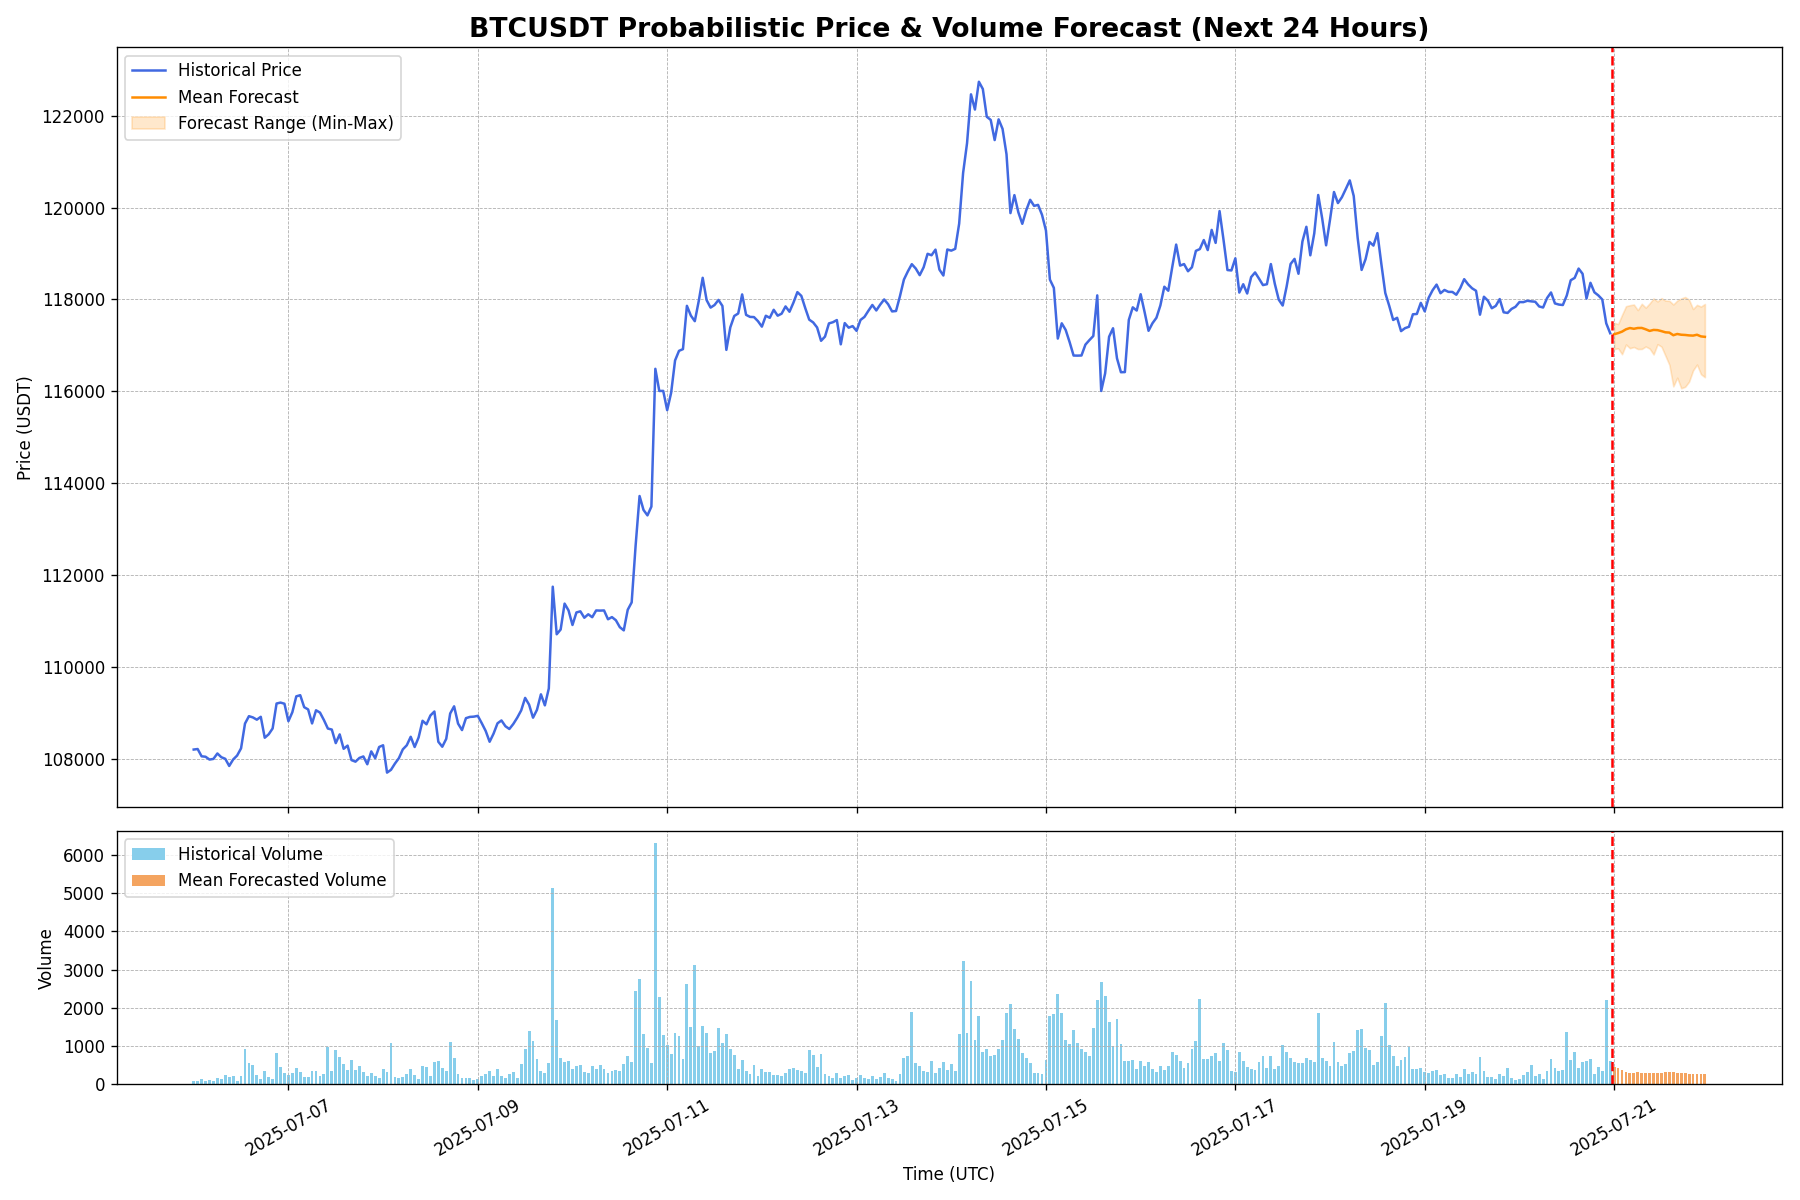 BTCUSDT Probabilistic Price & Volume Forecast (Next 24 Hours)
Historical Price
Mean Forecast
Forecast Range (Min-Max)
122000
120000
118000
116000
114000
112000
110000
108000
Price (USDT)
Historical Volume
Mean Forecasted Volume
6000
5000
4000
3000
2000
1000
0
Volume
2025-07-07
2025-07-09
2025-07-11
2025-07-13
2025-07-15
2025-07-17
2025-07-19
2025-07-21
Time (UTC)